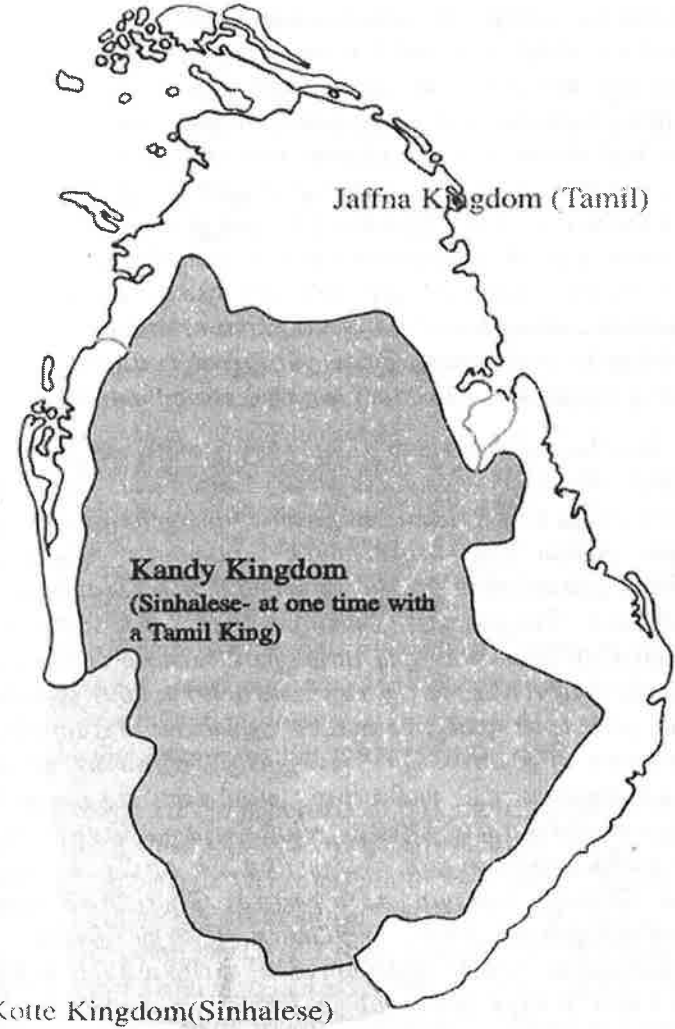 Jaffna Kingdom (Tamil)
Kandy Kingdom
(Sinhalese- at one time with
a Tamil King)
Kotte Kingdom(Sinhalese)